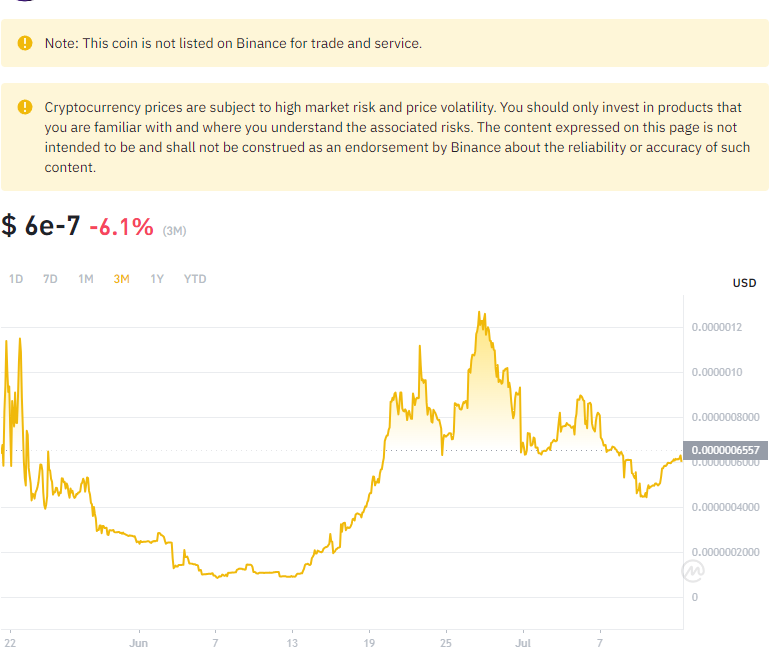 Note: This coin is not listed on Binance for trade and service.
Cryptocurrency prices are subject to high market risk and price volatility. You should only invest in products that
you are familiar with and where you understand the associated risks. The content expressed on this page is not
intended to be and shall not be construed as an endorsement by Binance about the reliability or accuracy of such
content.
$ 6e-7 -6.1% (3M)
1D 7D 1M 3M 1Y YTD
USD
0.0000012
0.0000010
0.0000008000
0.0000006557
0.0000006000
0.0000004000
0.0000002000
0
22 Jun 7 13 19 25 Jul 7